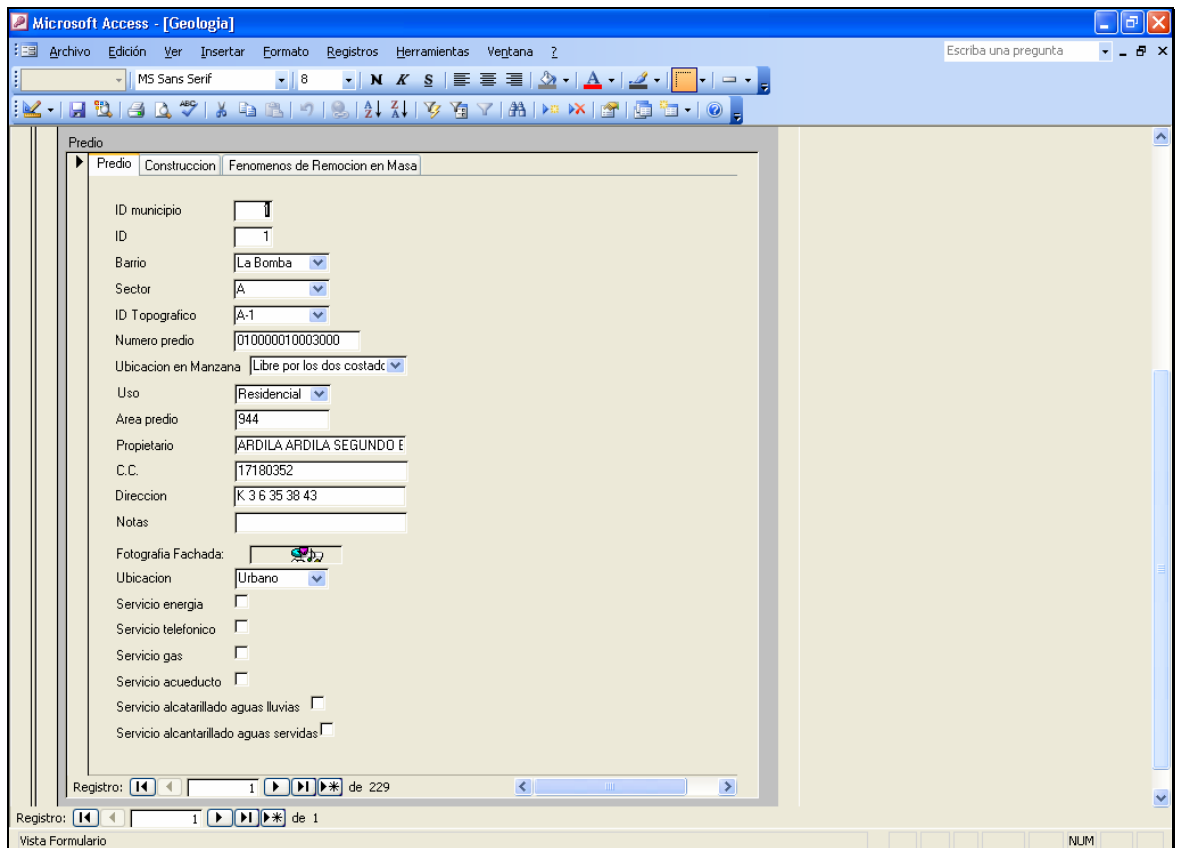 Microsoft Access - [Geologia]
Archivo Edición Ver Insertar Formato Registros Herramientas Ventana ? Escriba una pregunta
MS Sans Serif 8 N K S
Predio
Predio Construccion Fenomenos de Remocion en Masa
ID municipio 1
ID 1
Barrio La Bomba
Sector A
ID Topografico A-1
Numero predio 010000010003000
Ubicacion en Manzana Libre por los dos costadc
Uso Residencial
Area predio 944
Propietario ARDILA ARDILA SEGUNDO E
C.C. 17180352
Direccion K 3 6 35 38 43
Notas
Fotografia Fachada:
Ubicacion Urbano
Servicio energia
Servicio telefonico
Servicio gas
Servicio acueducto
Servicio alcatarillado aguas lluvias
Servicio alcantarillado aguas servidas
Registro: 1 de 229
Registro: 1 de 1
Vista Formulario NUM